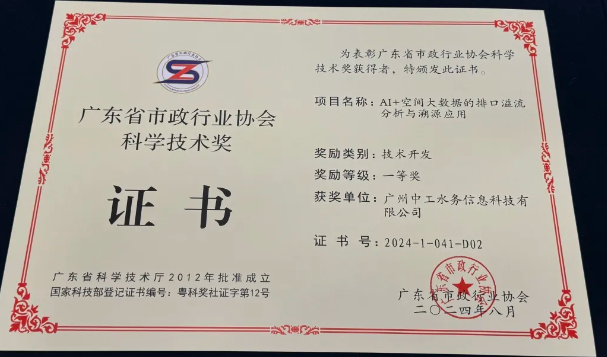 广东省市政行业协会
科学技术奖
证书
广东省科学技术厅2012年批准成立
国家科技部登记证书编号：粤科奖社证字第12号
为表彰广东省市政行业协会科学
技术奖获得者，特颁发此证书。
项目名称：AI+空间大数据的排口溢流
分析与溯源应用
奖励类别：技术开发
奖励等级：一等奖
获奖单位：广州中工水务信息科技有
限公司
证书号：2024-1-041-D02
广东省市政行业协会
二〇二四年八月